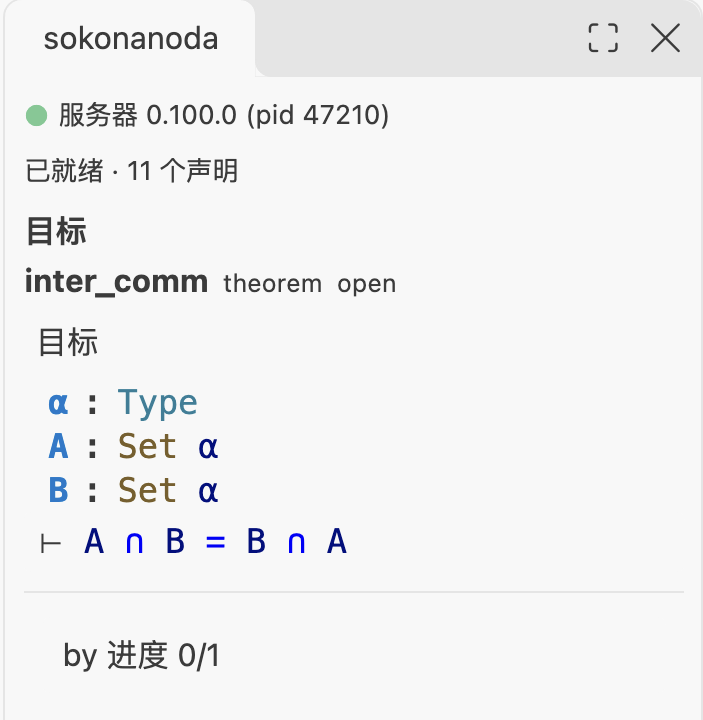 sokonanoda
服务器 0.100.0 (pid 47210)
已就绪 · 11 个声明
目标
inter_comm theorem open
目标
α : Type
A : Set α
B : Set α
⊢ A ∩ B = B ∩ A
by 进度 0/1